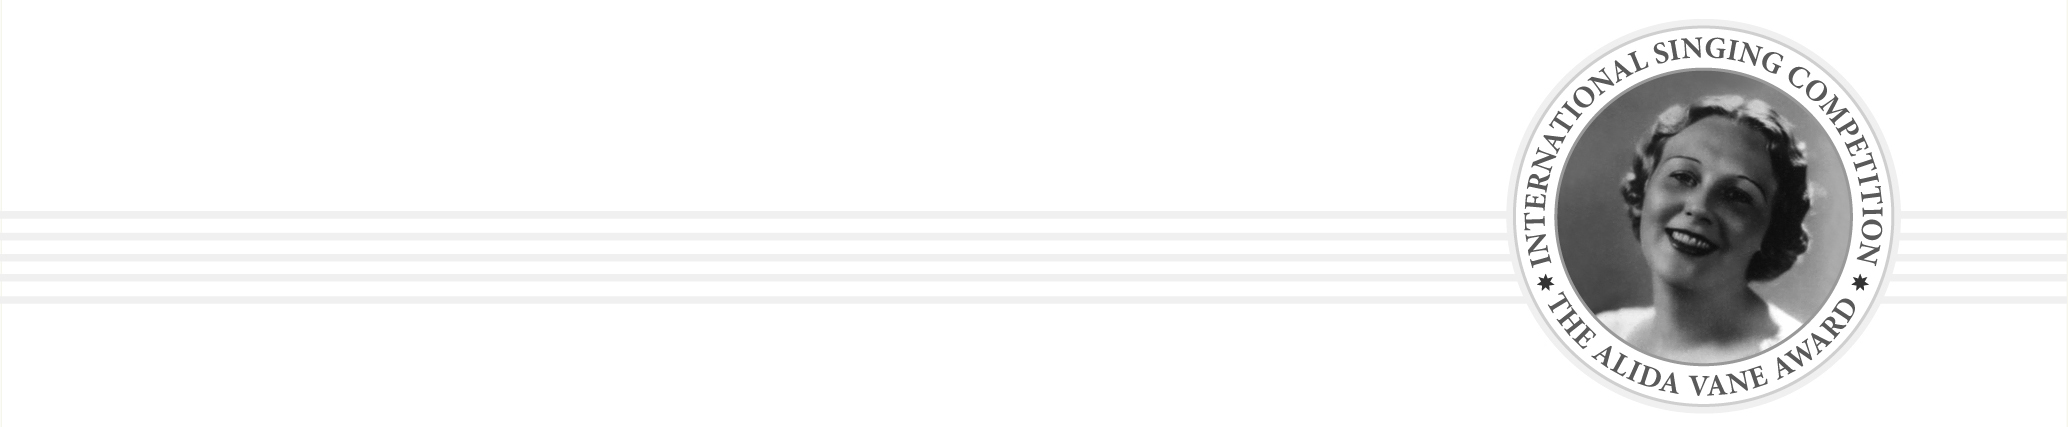 INTERNATIONAL SINGING COMPETITION
THE ALIDA VANE AWARD